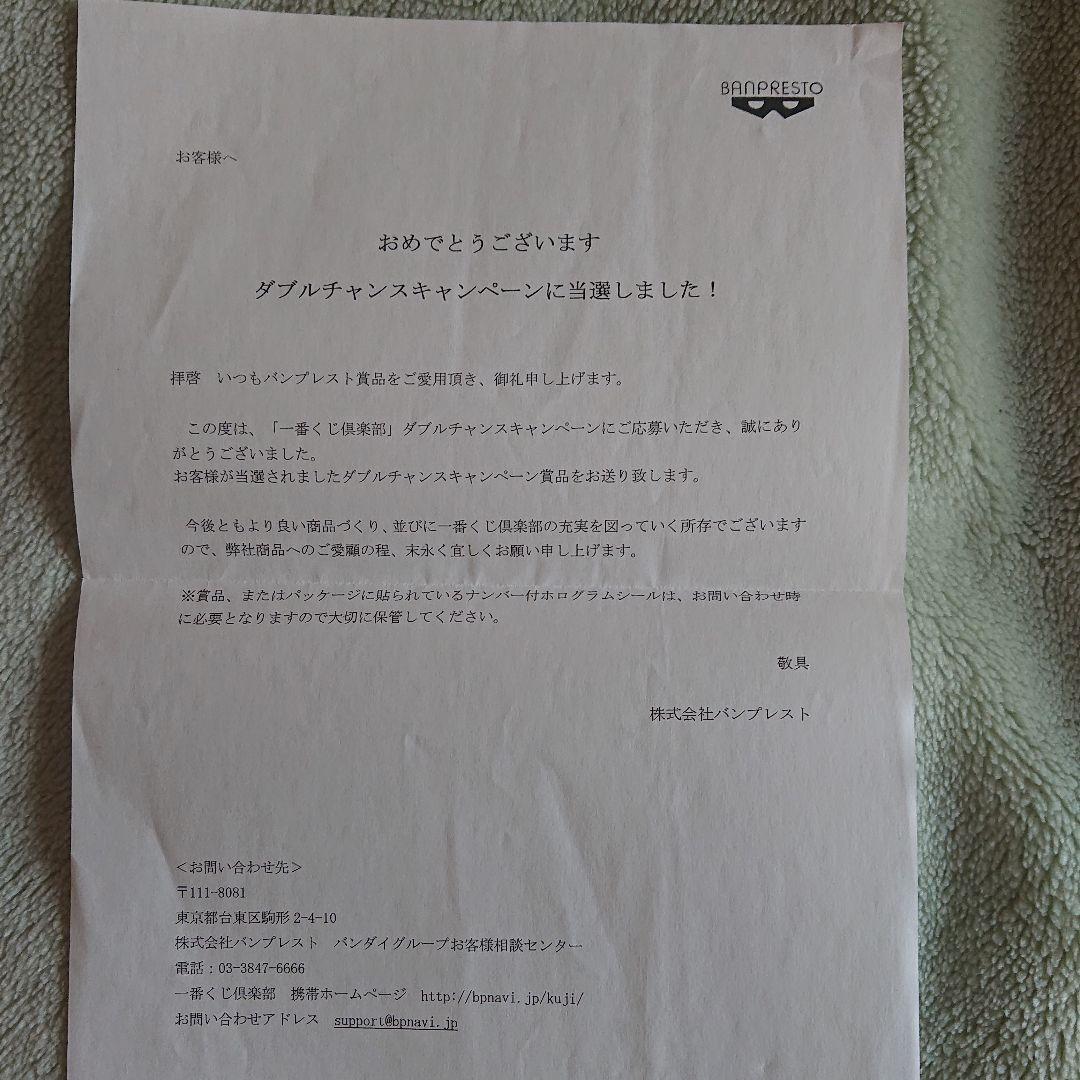 BANPRESTO
お客様へ
おめでとうございます
ダブルチャンスキャンペーンに当選しました！
拝啓　いつもバンプレスト賞品をご愛用頂き、御礼申し上げます。
この度は、「一番くじ倶楽部」ダブルチャンスキャンペーンにご応募いただき、誠にあり
がとうございました。
お客様が当選されましたダブルチャンスキャンペーン賞品をお送り致します。
今後ともより良い商品づくり、並びに一番くじ倶楽部の充実を図っていく所存でございます
ので、弊社商品へのご愛顧の程、末永く宜しくお願い申し上げます。
※賞品、またはパッケージに貼られているナンバー付ホログラムシールは、お問い合わせ時
に必要となりますので大切に保管してください。
敬具
株式会社バンプレスト
＜お問い合わせ先＞
〒111-8081
東京都台東区駒形 2-4-10
株式会社バンプレスト　バンダイグループお客様相談センター
電話：03-3847-6666
一番くじ倶楽部　携帯ホームページ　http://bpnavi.jp/kuji/
お問い合わせアドレス　support@bpnavi.jp